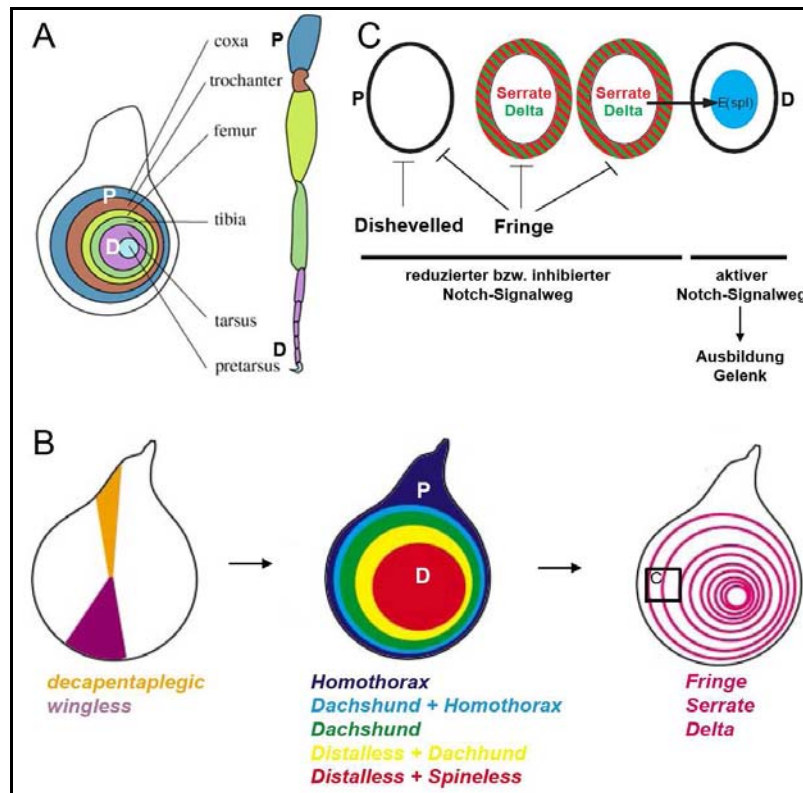 A
coxa
trochanter
femur
tibia
tarsus
pretarsus
P
D
P
D
C
P
Serrate
Delta
Serrate
Delta
E(spl)
D
Dishevelled
Fringe
reduzierter bzw. inhibierter
Notch-Signalweg
aktiver
Notch-Signalweg
Ausbildung
Gelenk
B
decapentaplegic
wingless
P
D
Homothorax
Dachshund + Homothorax
Dachshund
Distalless + Dachhund
Distalless + Spineless
C
Fringe
Serrate
Delta